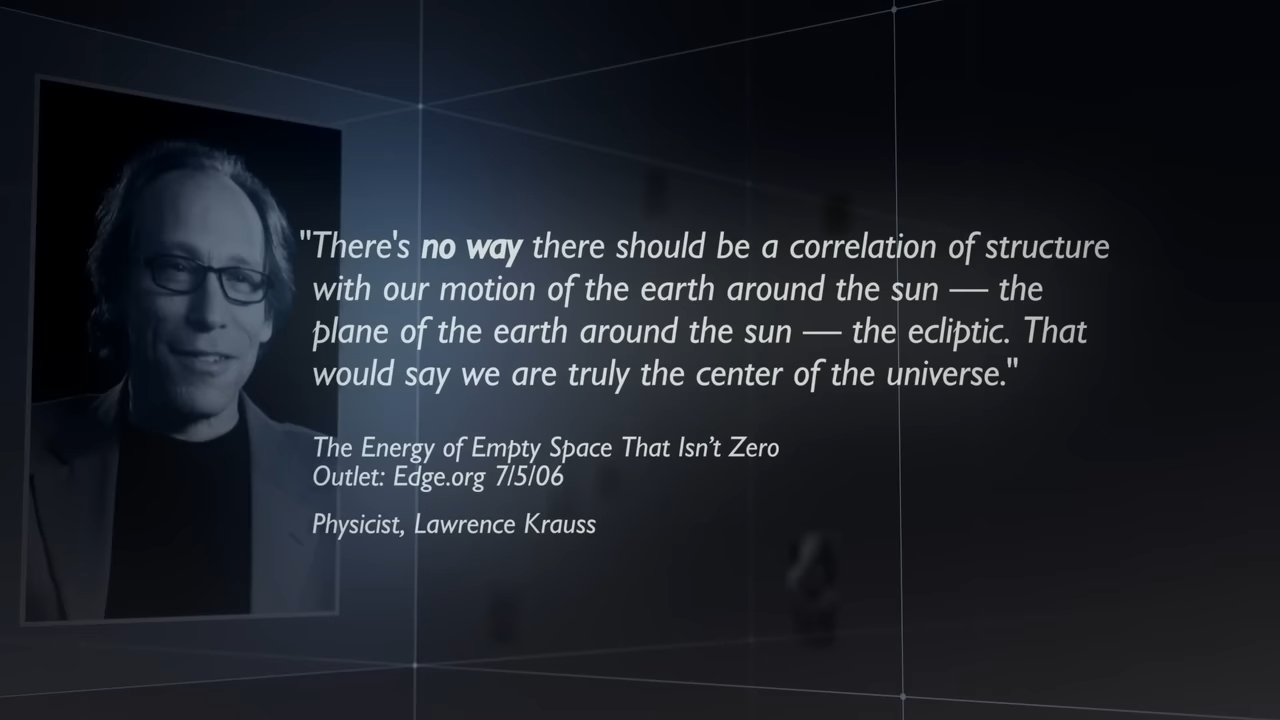 "There's no way there should be a correlation of structure
with our motion of the earth around the sun — the
plane of the earth around the sun — the ecliptic. That
would say we are truly the center of the universe."
The Energy of Empty Space That Isn’t Zero
Outlet: Edge.org 7/5/06
Physicist, Lawrence Krauss